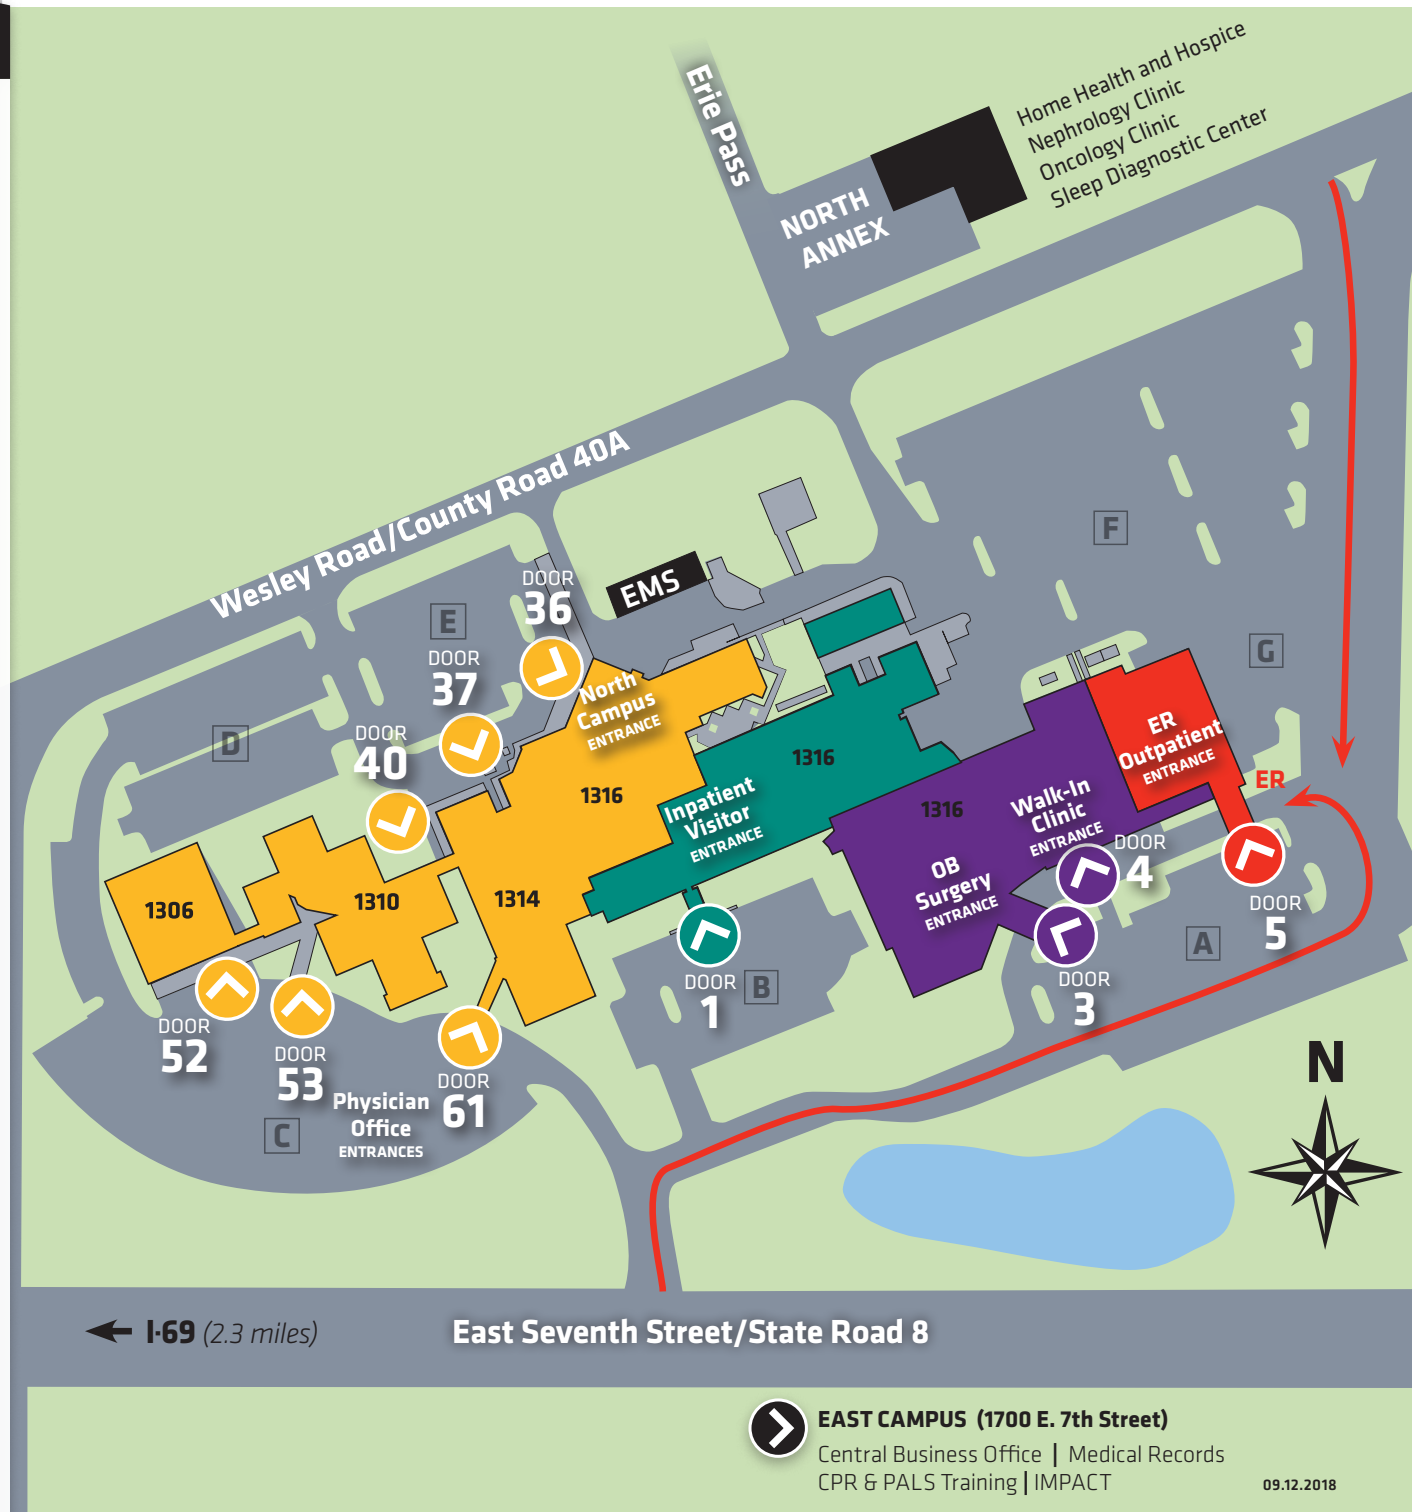 Erie Pass
Home Health and Hospice
Nephrology Clinic
Oncology Clinic
Sleep Diagnostic Center
NORTH
ANNEX
Wesley Road/County Road 40A
F
EMS
DOOR
36
E
DOOR
37
G
North
Campus
ENTRANCE
D
DOOR
40
ER
Outpatient
ENTRANCE
1316
1316
Inpatient
Visitor
ENTRANCE
1316
Walk-In
Clinic
ENTRANCE
ER
DOOR
4
OB
Surgery
ENTRANCE
1306
1310
1314
DOOR
5
A
DOOR
1
B
DOOR
3
DOOR
52
DOOR
53
DOOR
61
Physician
Office
ENTRANCES
C
N
I-69 (2.3 miles)
East Seventh Street/State Road 8
EAST CAMPUS (1700 E. 7th Street)
Central Business Office | Medical Records
CPR & PALS Training | IMPACT
09.12.2018